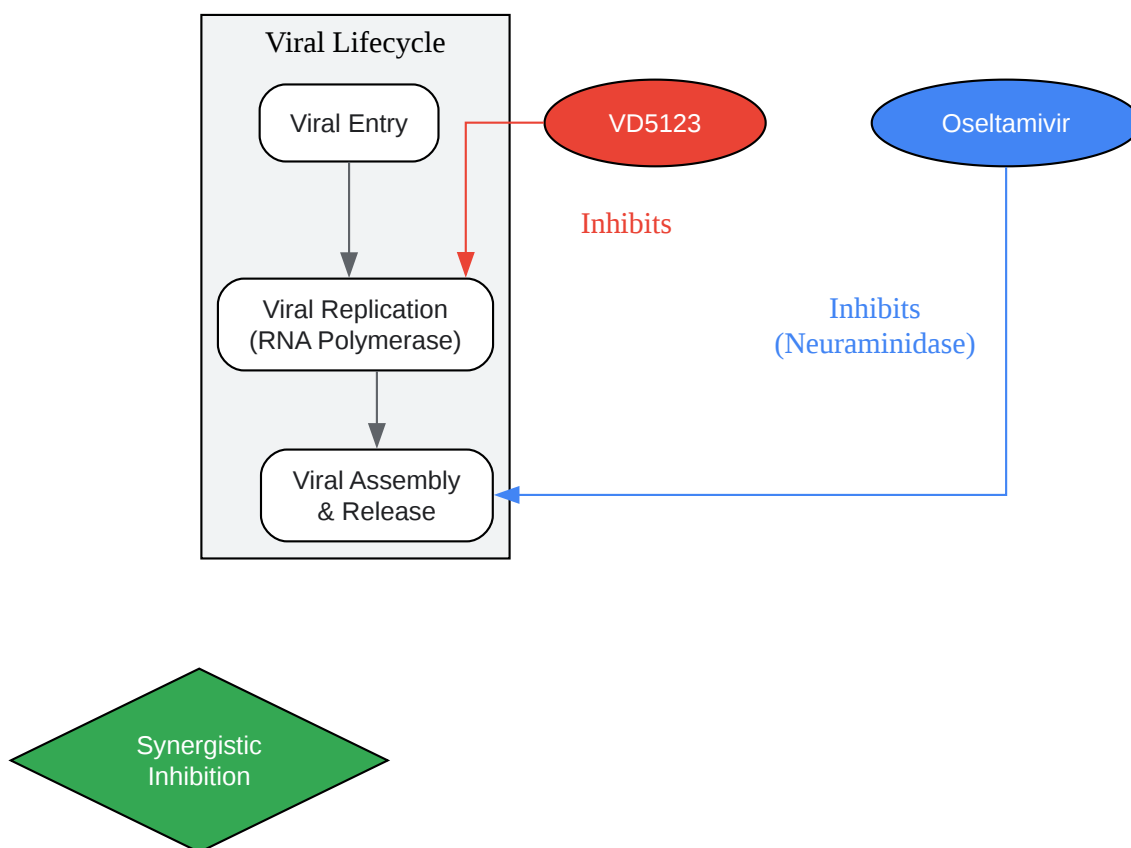 Viral Lifecycle
Viral Entry
VD5123
Oseltamivir
Inhibits
Viral Replication
(RNA Polymerase)
Inhibits
(Neuraminidase)
Viral Assembly
& Release
Synergistic
Inhibition